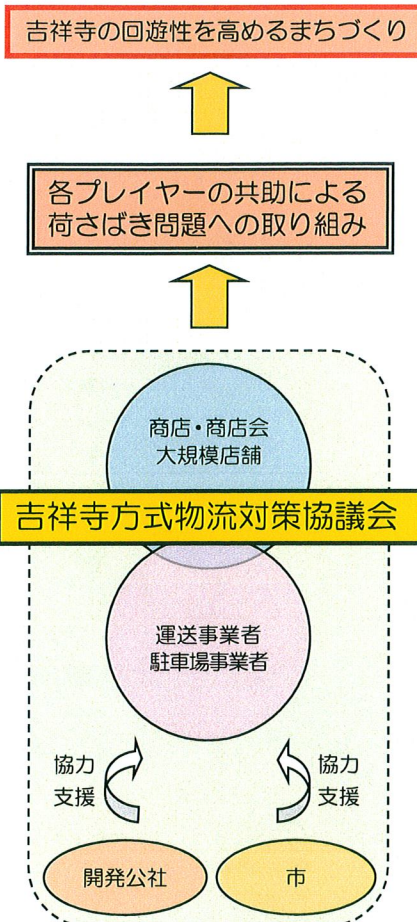 吉祥寺の回遊性を高めるまちづくり
各プレイヤーの共助による
荷さばき問題への取り組み
商店・商店会
大規模店舗
吉祥寺方式物流対策協議会
運送事業者
駐車場事業者
協力
支援
協力
支援
開発公社
市